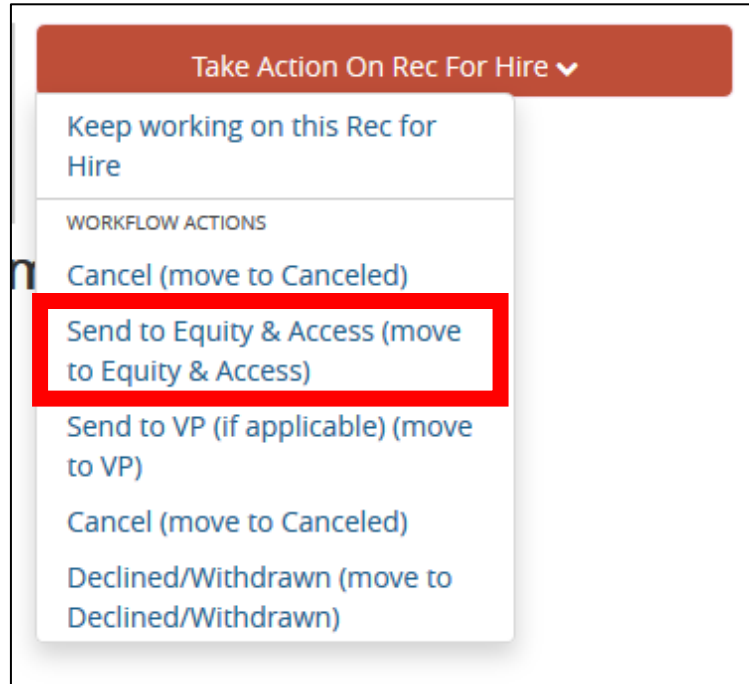 Take Action On Rec For Hire
Keep working on this Rec for
Hire
WORKFLOW ACTIONS
Cancel (move to Canceled)
Send to Equity & Access (move
to Equity & Access)
Send to VP (if applicable) (move
to VP)
Cancel (move to Canceled)
Declined/Withdrawn (move to
Declined/Withdrawn)